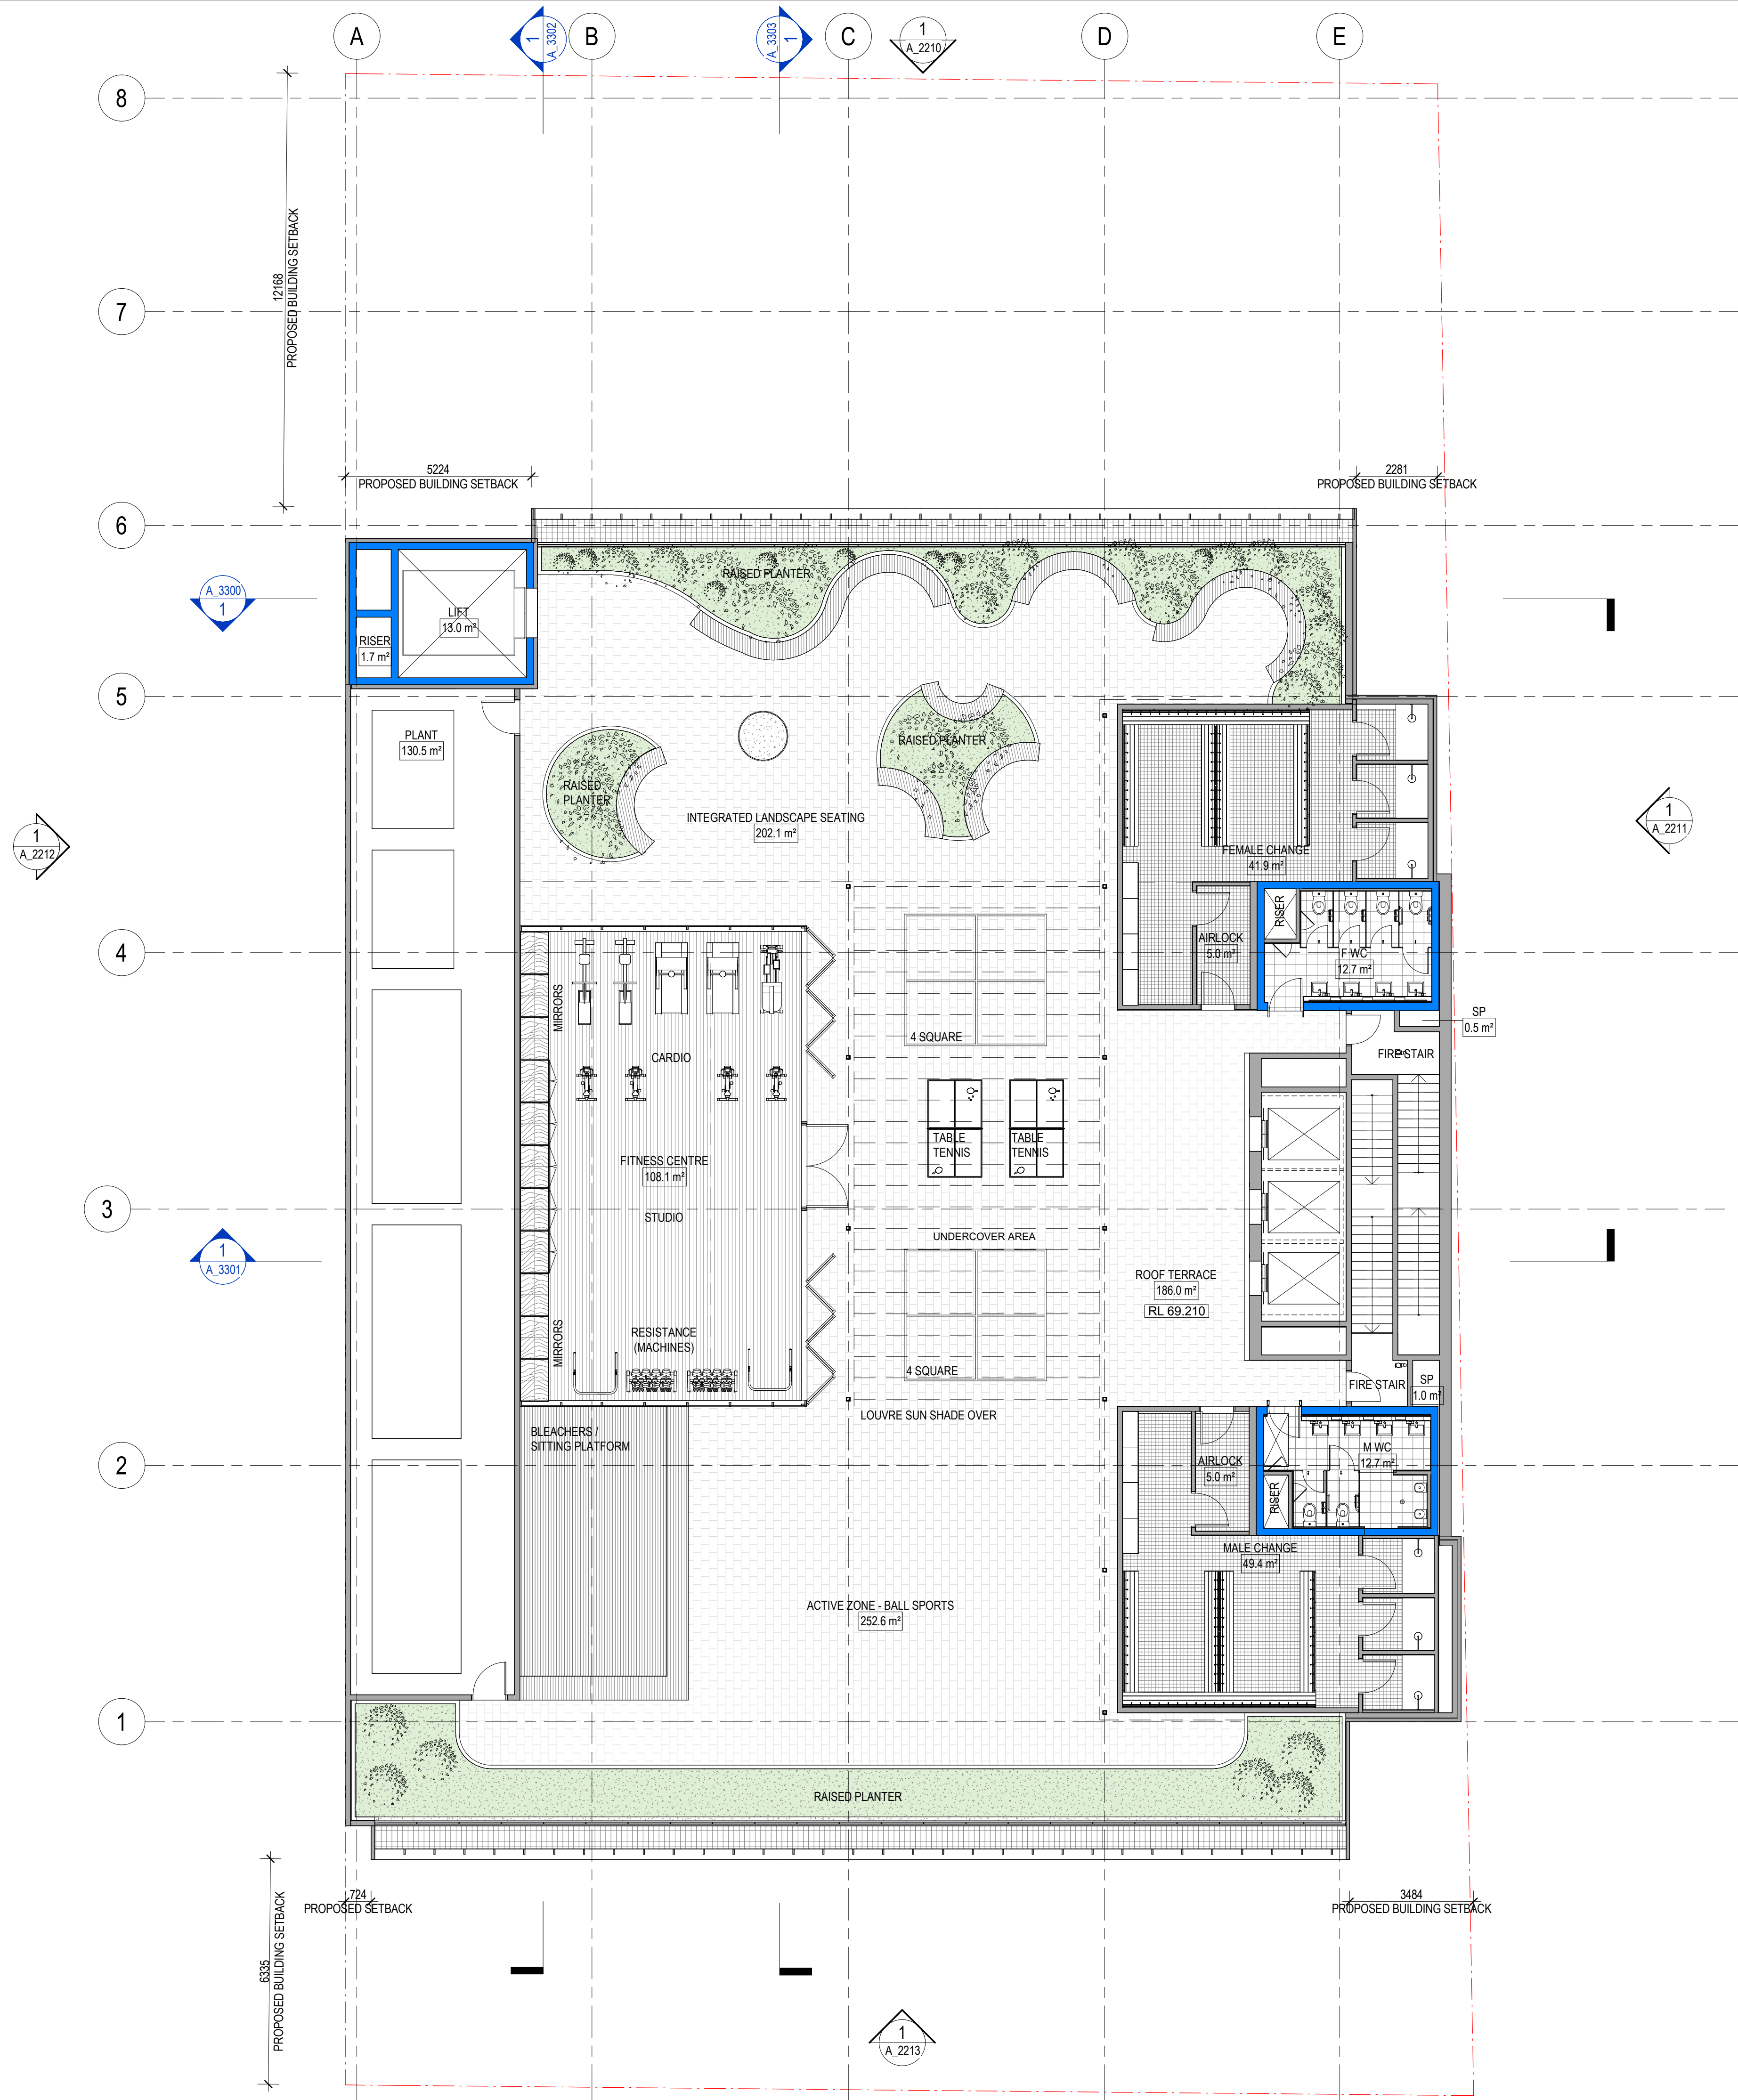 A
1
A_3302
B
A_3303
1
C
1
A_2210
D
E
8
12168
PROPOSED BUILDING SETBACK
7
5224
PROPOSED BUILDING SETBACK
2281
PROPOSED BUILDING SETBACK
6
RAISED PLANTER
A_3300
1
LIFT
13.0 m²
RISER
1.7 m²
5
PLANT
130.5 m²
RAISED PLANTER
RAISED
PLANTER
INTEGRATED LANDSCAPE SEATING
202.1 m²
1
A_2212
1
A_2211
FEMALE CHANGE
41.9 m²
RISER
AIRLOCK
5.0 m²
F WC
12.7 m²
4
MIRRORS
4 SQUARE
SP
0.5 m²
CARDIO
FIRE STAIR
TABLE
TENNIS
TABLE
TENNIS
FITNESS CENTRE
108.1 m²
3
STUDIO
UNDERCOVER AREA
1
A_3301
ROOF TERRACE
186.0 m²
RL 69.210
MIRRORS
RESISTANCE
(MACHINES)
4 SQUARE
FIRE STAIR
SP
1.0 m²
LOUVRE SUN SHADE OVER
BLEACHERS /
SITTING PLATFORM
M WC
12.7 m²
2
AIRLOCK
5.0 m²
RISER
MALE CHANGE
49.4 m²
ACTIVE ZONE - BALL SPORTS
252.6 m²
1
RAISED PLANTER
724
PROPOSED SETBACK
3484
PROPOSED BUILDING SETBACK
6335
PROPOSED BUILDING SETBACK
1
A_2213